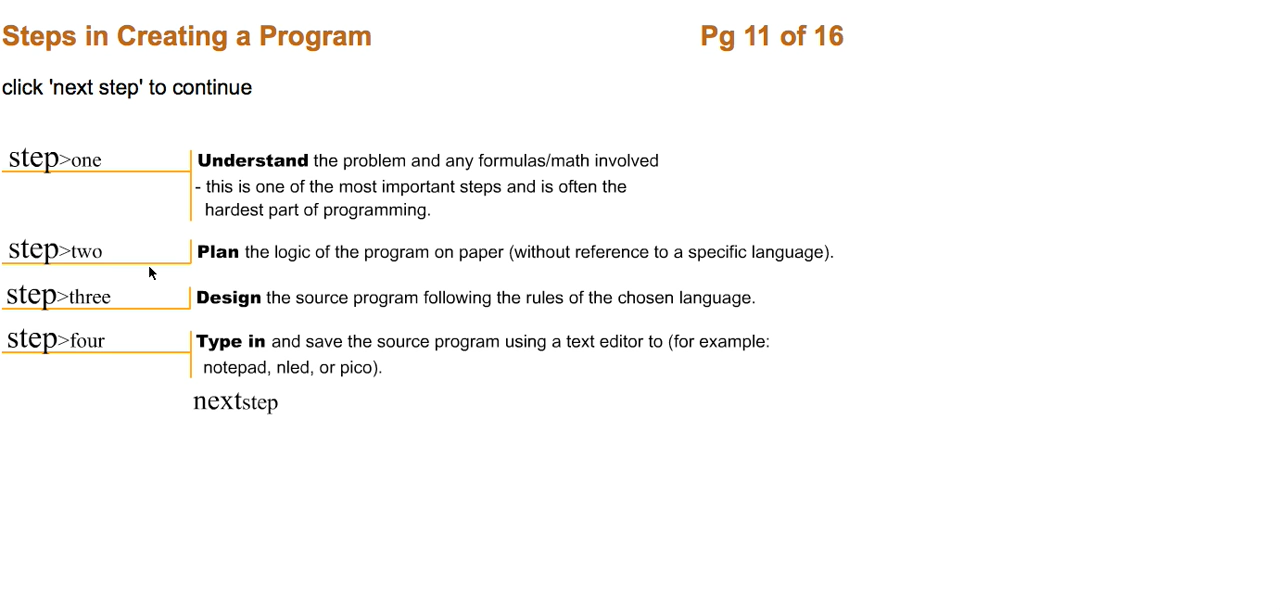 Steps in Creating a Program Pg 11 of 16
click 'next step' to continue
step>one Understand the problem and any formulas/math involved
- this is one of the most important steps and is often the
hardest part of programming.
step>two Plan the logic of the program on paper (without reference to a specific language).
step>three Design the source program following the rules of the chosen language.
step>four Type in and save the source program using a text editor to (for example:
notepad, nled, or pico).
nextstep